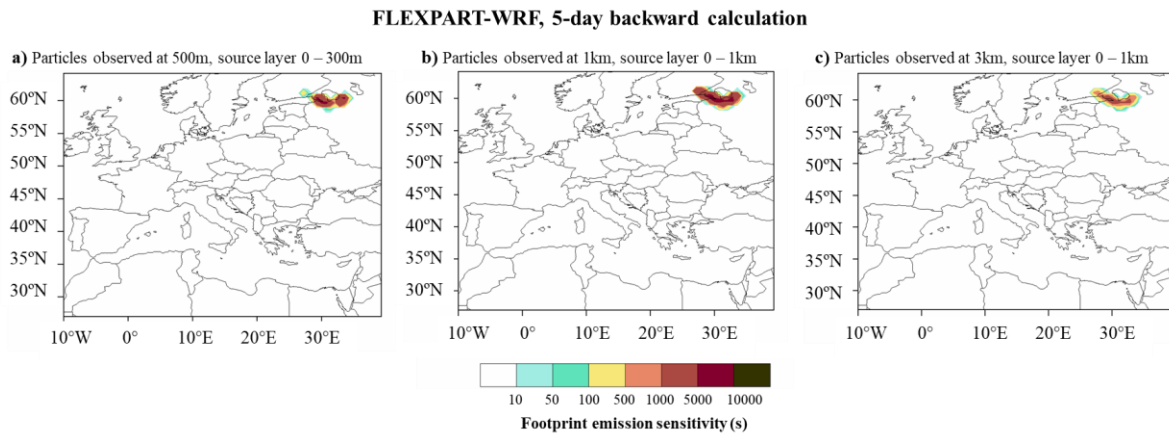 FLEXPART-WRF, 5-day backward calculation
a) Particles observed at 500m, source layer 0 – 300m
b) Particles observed at 1km, source layer 0 – 1km
c) Particles observed at 3km, source layer 0 – 1km
60ºN
55ºN
50ºN
45ºN
40ºN
35ºN
30ºN
10ºW 0º 10ºE 20ºE 30ºE
60ºN
55ºN
50ºN
45ºN
40ºN
35ºN
30ºN
10ºW 0º 10ºE 20ºE 30ºE
60ºN
55ºN
50ºN
45ºN
40ºN
35ºN
30ºN
10ºW 0º 10ºE 20ºE 30ºE
10 50 100 500 1000 5000 10000
Footprint emission sensitivity (s)